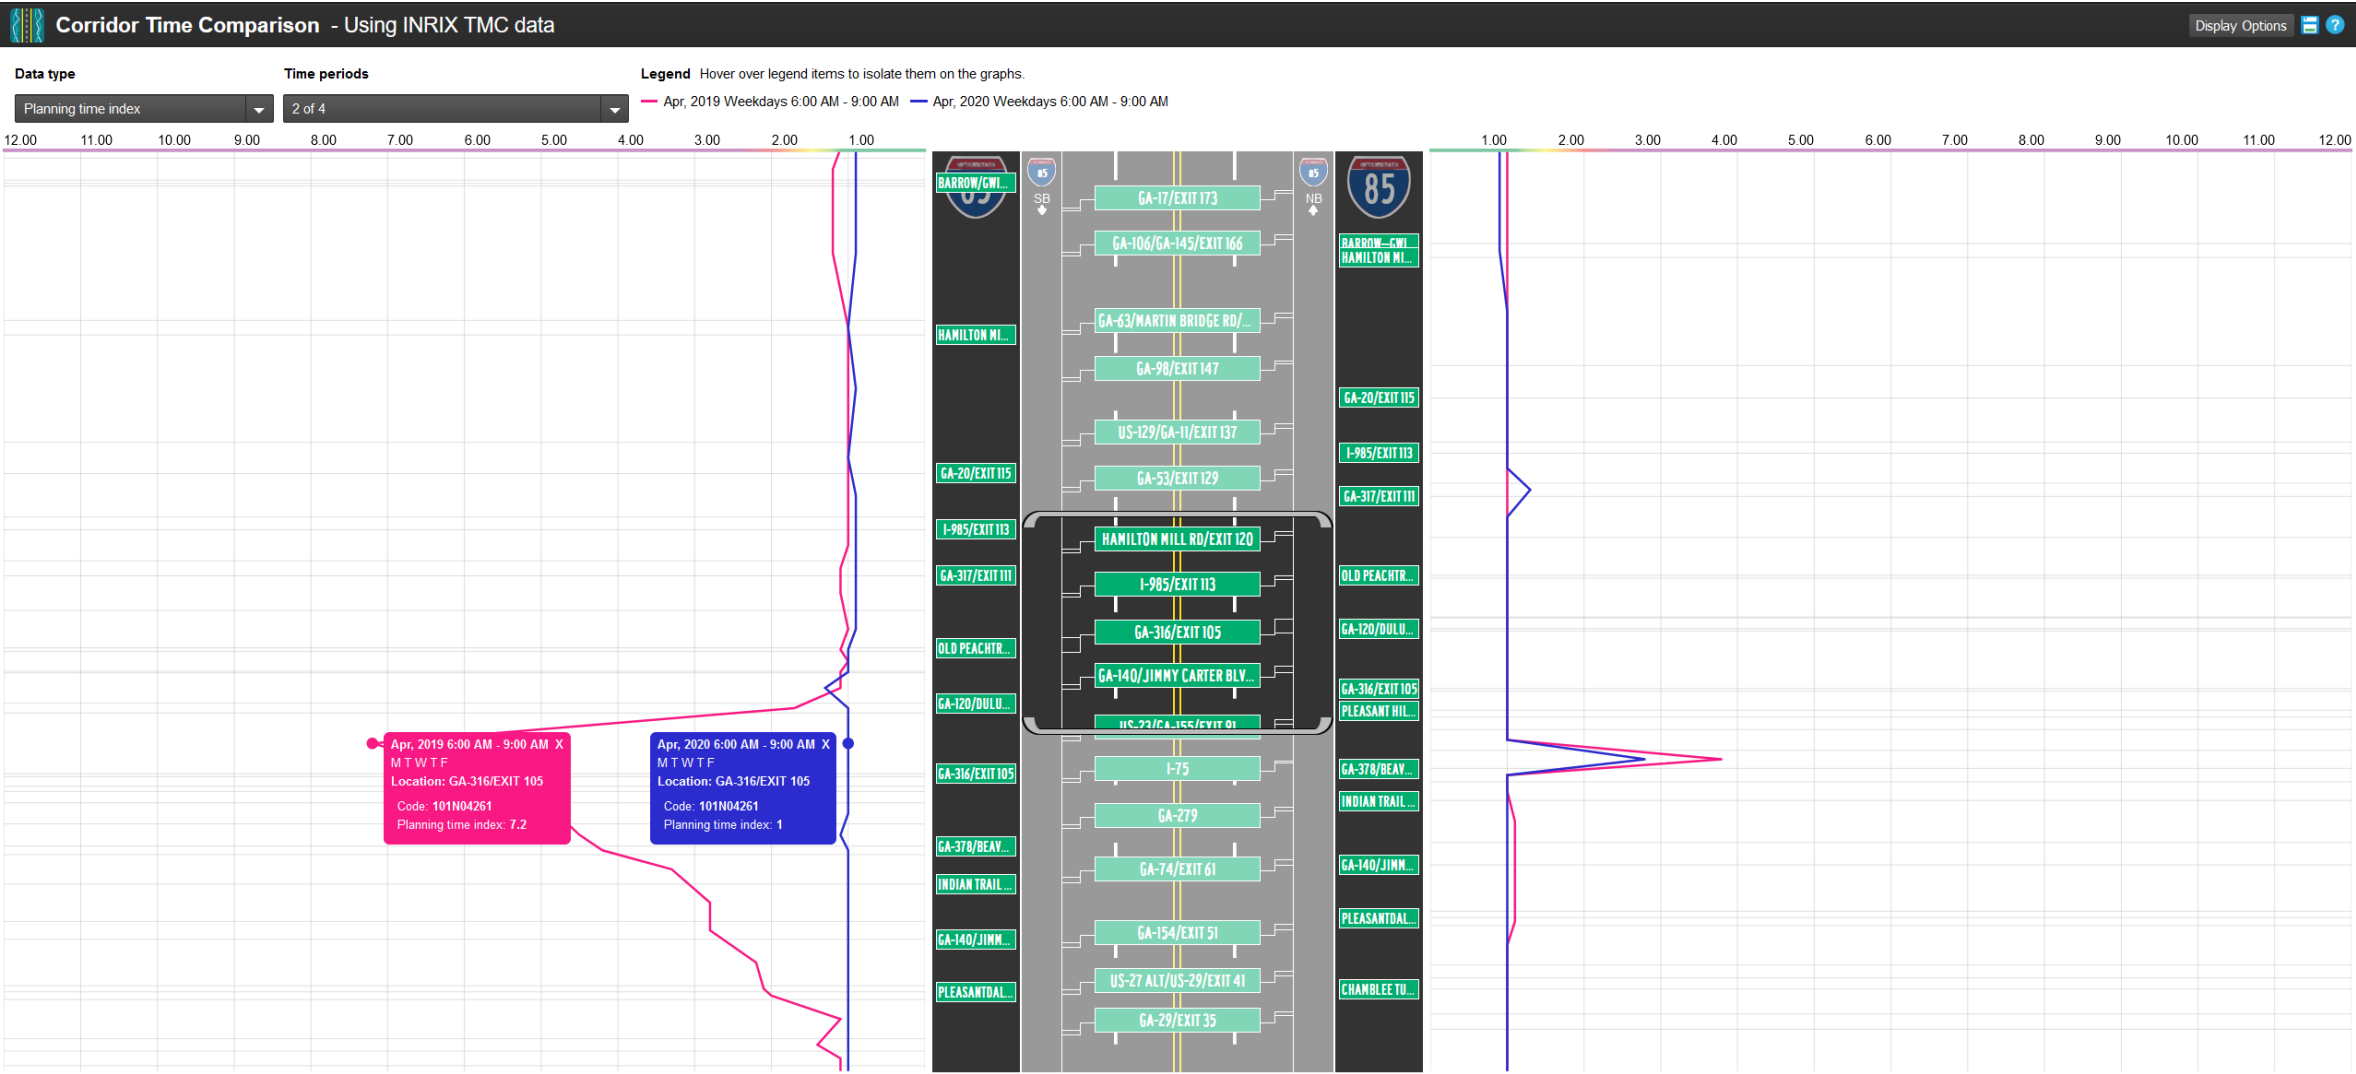 Corridor Time Comparison - Using INRIX TMC data
Display Options
?
Data type
Time periods
Legend Hover over legend items to isolate them on the graphs.
Planning time index
2 of 4
Apr, 2019 Weekdays 6:00 AM - 9:00 AM
Apr, 2020 Weekdays 6:00 AM - 9:00 AM
12.00 11.00 10.00 9.00 8.00 7.00 6.00 5.00 4.00 3.00 2.00 1.00
Apr, 2019 6:00 AM - 9:00 AM X
M T W T F
Location: GA-316/EXIT 105
Code: 101N04261
Planning time index: 7.2
Apr, 2020 6:00 AM - 9:00 AM X
M T W T F
Location: GA-316/EXIT 105
Code: 101N04261
Planning time index: 1
BARROW/GWI...
HAMILTON MI...
GA-20/EXIT 115
I-985/EXIT 113
GA-317/EXIT 111
OLD PEACHTR...
GA-120/DULU...
GA-316/EXIT 105
GA-378/BEAV...
INDIAN TRAIL...
GA-140/JIMM...
PLEASANTDAL...
85
SB
85
NB
GA-17/EXIT 173
GA-106/GA-145/EXIT 166
GA-63/MARTIN BRIDGE RD/...
GA-98/EXIT 147
US-129/GA-11/EXIT 137
GA-53/EXIT 129
HAMILTON MILL RD/EXIT 120
I-985/EXIT 113
GA-316/EXIT 105
GA-140/JIMMY CARTER BLV...
US-23/GA-155/EXIT 91
I-75
GA-279
GA-74/EXIT 61
GA-154/EXIT 51
US-27 ALT/US-29/EXIT 41
GA-29/EXIT 35
85
BARROW—GWI
HAMILTON MI...
GA-20/EXIT 115
I-985/EXIT 113
GA-317/EXIT 111
OLD PEACHTR...
GA-120/DULU...
GA-316/EXIT 105
PLEASANT HIL...
GA-378/BEAV...
INDIAN TRAIL...
GA-140/JIMM...
PLEASANTDAL...
CHAMBLEE TU...
1.00 2.00 3.00 4.00 5.00 6.00 7.00 8.00 9.00 10.00 11.00 12.00